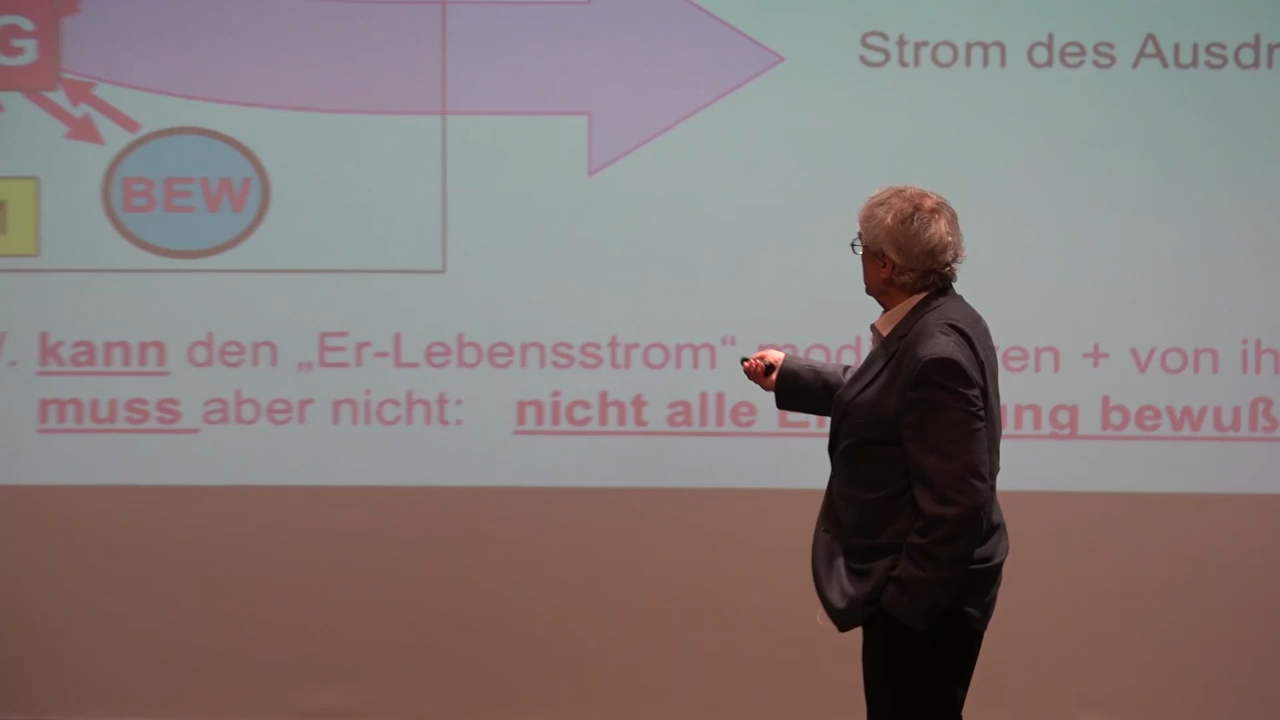 G
Strom des Ausdr
BEW
. kann den „Er-Lebensstrom“ mod ren + von ih
muss aber nicht: nicht alle E ung bewuß